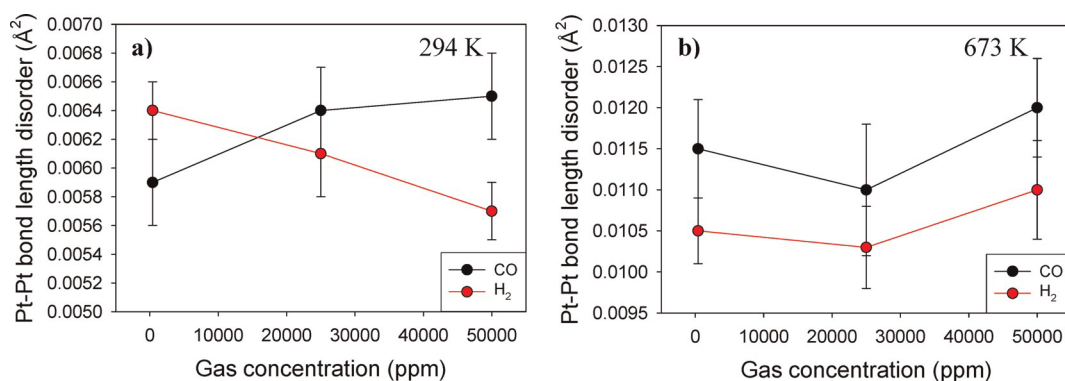 a)
294 K
Pt-Pt bond length disorder (Å²)
0.0070
0.0068
0.0066
0.0064
0.0062
0.0060
0.0058
0.0056
0.0054
0.0052
0.0050
CO
H₂
0 10000 20000 30000 40000 50000
Gas concentration (ppm)
b)
673 K
Pt-Pt bond length disorder (Å²)
0.0130
0.0125
0.0120
0.0115
0.0110
0.0105
0.0100
0.0095
CO
H₂
0 10000 20000 30000 40000 50000
Gas concentration (ppm)